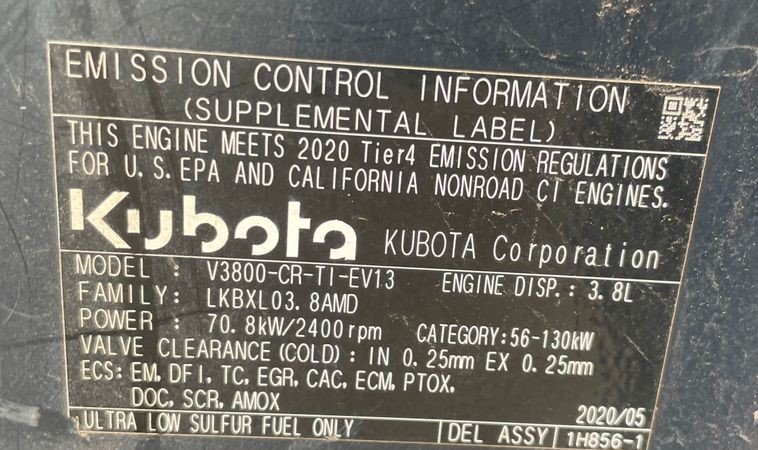 EMISSION CONTROL INFORMATION
(SUPPLEMENTAL LABEL)
THIS ENGINE MEETS 2020 Tier4 EMISSION REGULATIONS
FOR U.S.EPA AND CALIFORNIA NONROAD CI ENGINES.
Kubota KUBOTA Corporation
MODEL : V3800-CR-TI-EV13 ENGINE DISP.: 3.8L
FAMILY: LKBXL03.8AMD
POWER : 70.8kW/2400rpm CATEGORY:56-130kW
VALVE CLEARANCE(COLD): IN 0.25mm EX 0.25mm
ECS: EM, DFI, TC, EGR, CAC, ECM, PTOX,
DOC, SCR, AMOX 2020/05
ULTRA LOW SULFUR FUEL ONLY DEL ASSY 1H856-1